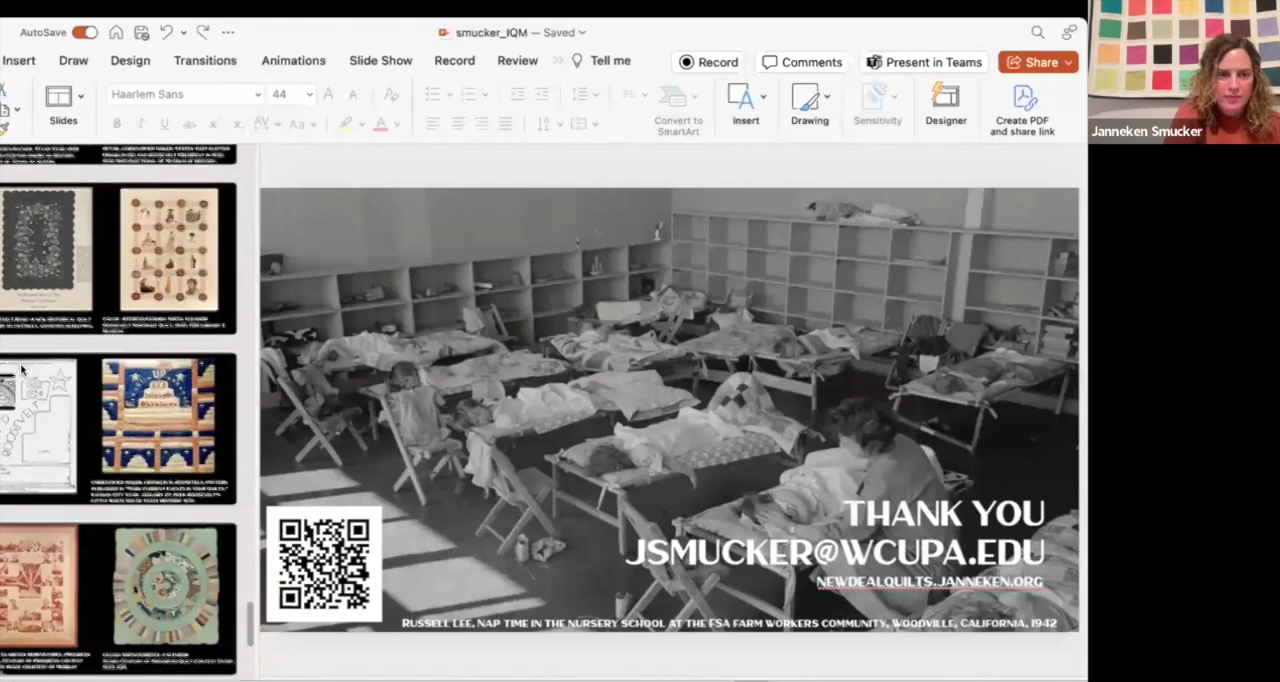 AutoSave
smucker_IQM — Saved
Insert Draw Design Transitions Animations Slide Show Record Review >> Tell me
Record Comments Present in Teams Share
Haarlem Sans 44
Slides
Convert to
SmartArt
Insert
Drawing
Sensitivity
Designer
Create PDF
and share link
Janneken Smucker
THANK YOU
JSMUCKER@WCUPA.EDU
NEWDEALQUILTS.JANNEKEN.ORG
RUSSELL LEE, NAP TIME IN THE NURSERY SCHOOL AT THE FSA FARM WORKERS COMMUNITY, WOODVILLE, CALIFORNIA, 1942